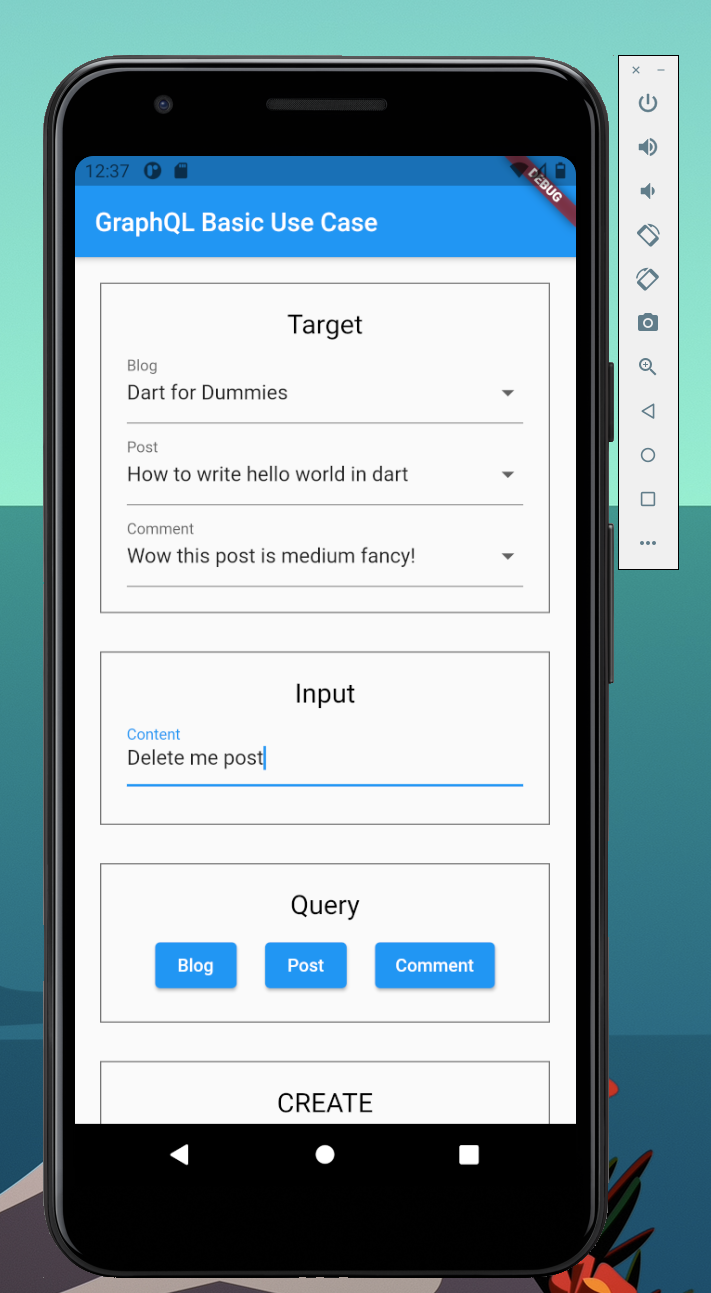 12:37
DEBUG
GraphQL Basic Use Case
Target
Blog
Dart for Dummies
Post
How to write hello world in dart
Comment
Wow this post is medium fancy!
Input
Content
Delete me post
Query
Blog Post Comment
CREATE